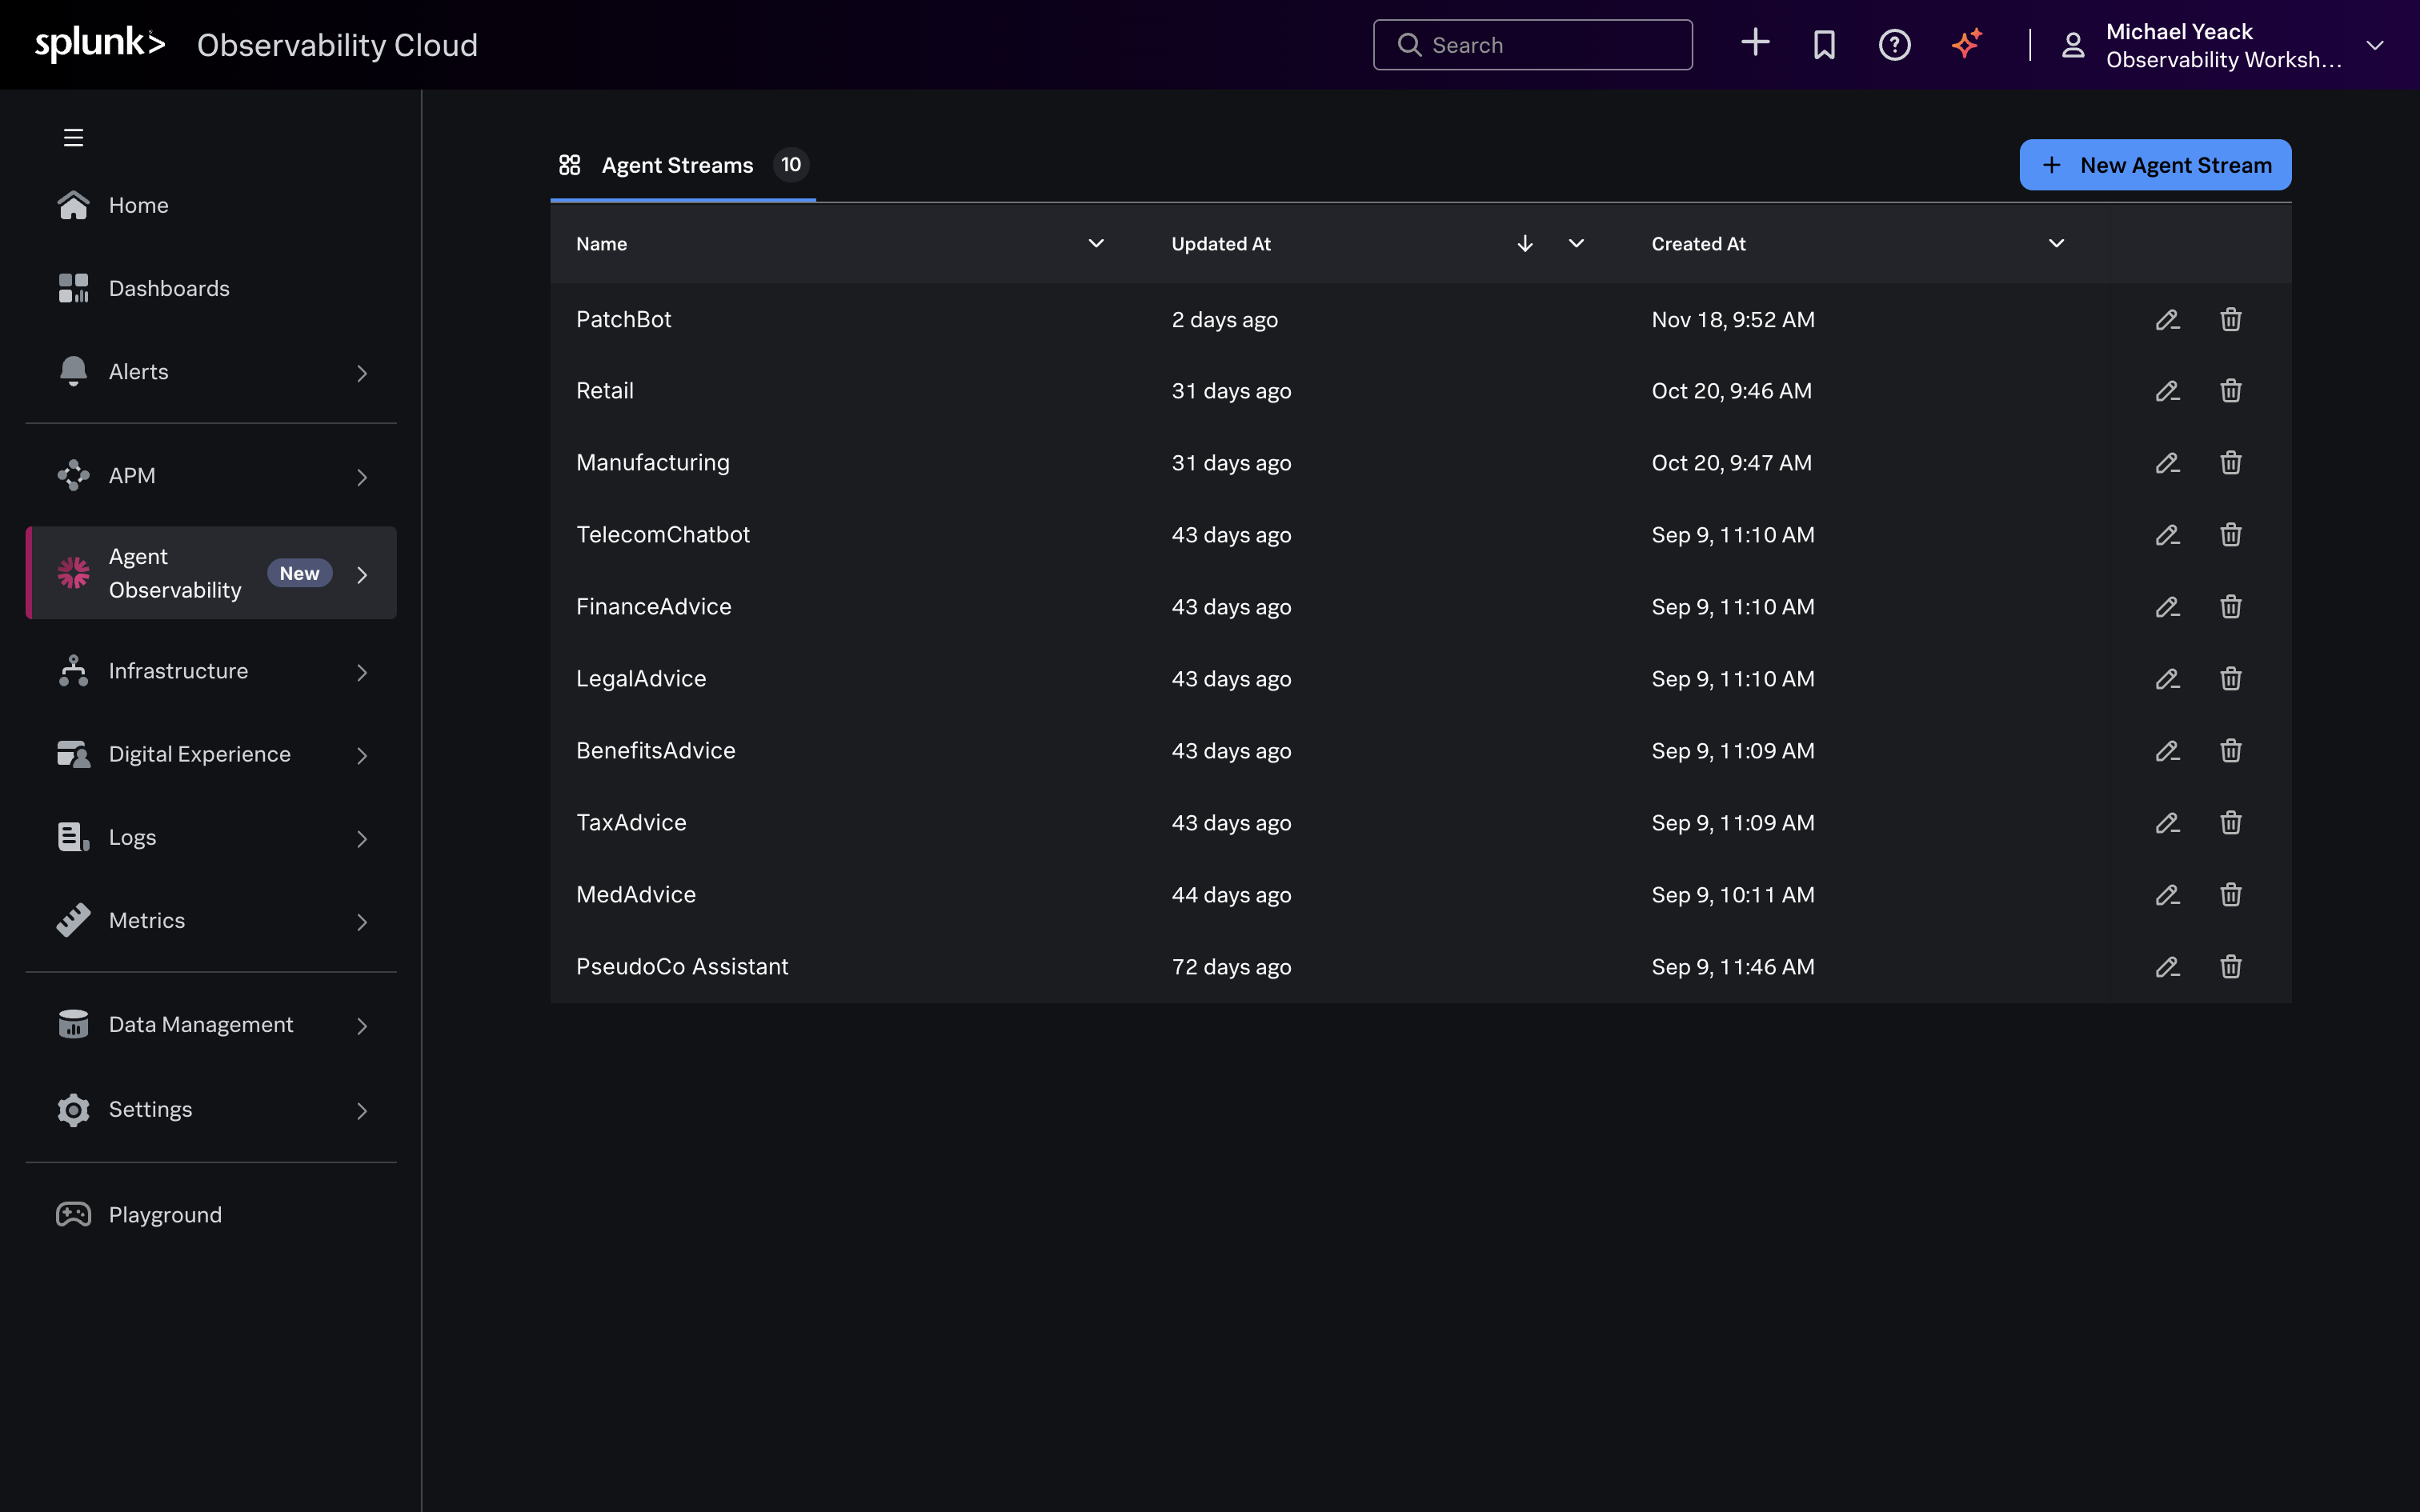 splunk> Observability Cloud
Search
Michael Yeack
Observability Worksh...
Home
Dashboards
Alerts
APM
Agent
Observability
New
Infrastructure
Digital Experience
Logs
Metrics
Data Management
Settings
Playground
Agent Streams 10
New Agent Stream
Name Updated At Created At
PatchBot 2 days ago Nov 18, 9:52 AM
Retail 31 days ago Oct 20, 9:46 AM
Manufacturing 31 days ago Oct 20, 9:47 AM
TelecomChatbot 43 days ago Sep 9, 11:10 AM
FinanceAdvice 43 days ago Sep 9, 11:10 AM
LegalAdvice 43 days ago Sep 9, 11:10 AM
BenefitsAdvice 43 days ago Sep 9, 11:09 AM
TaxAdvice 43 days ago Sep 9, 11:09 AM
MedAdvice 44 days ago Sep 9, 10:11 AM
PseudoCo Assistant 72 days ago Sep 9, 11:46 AM